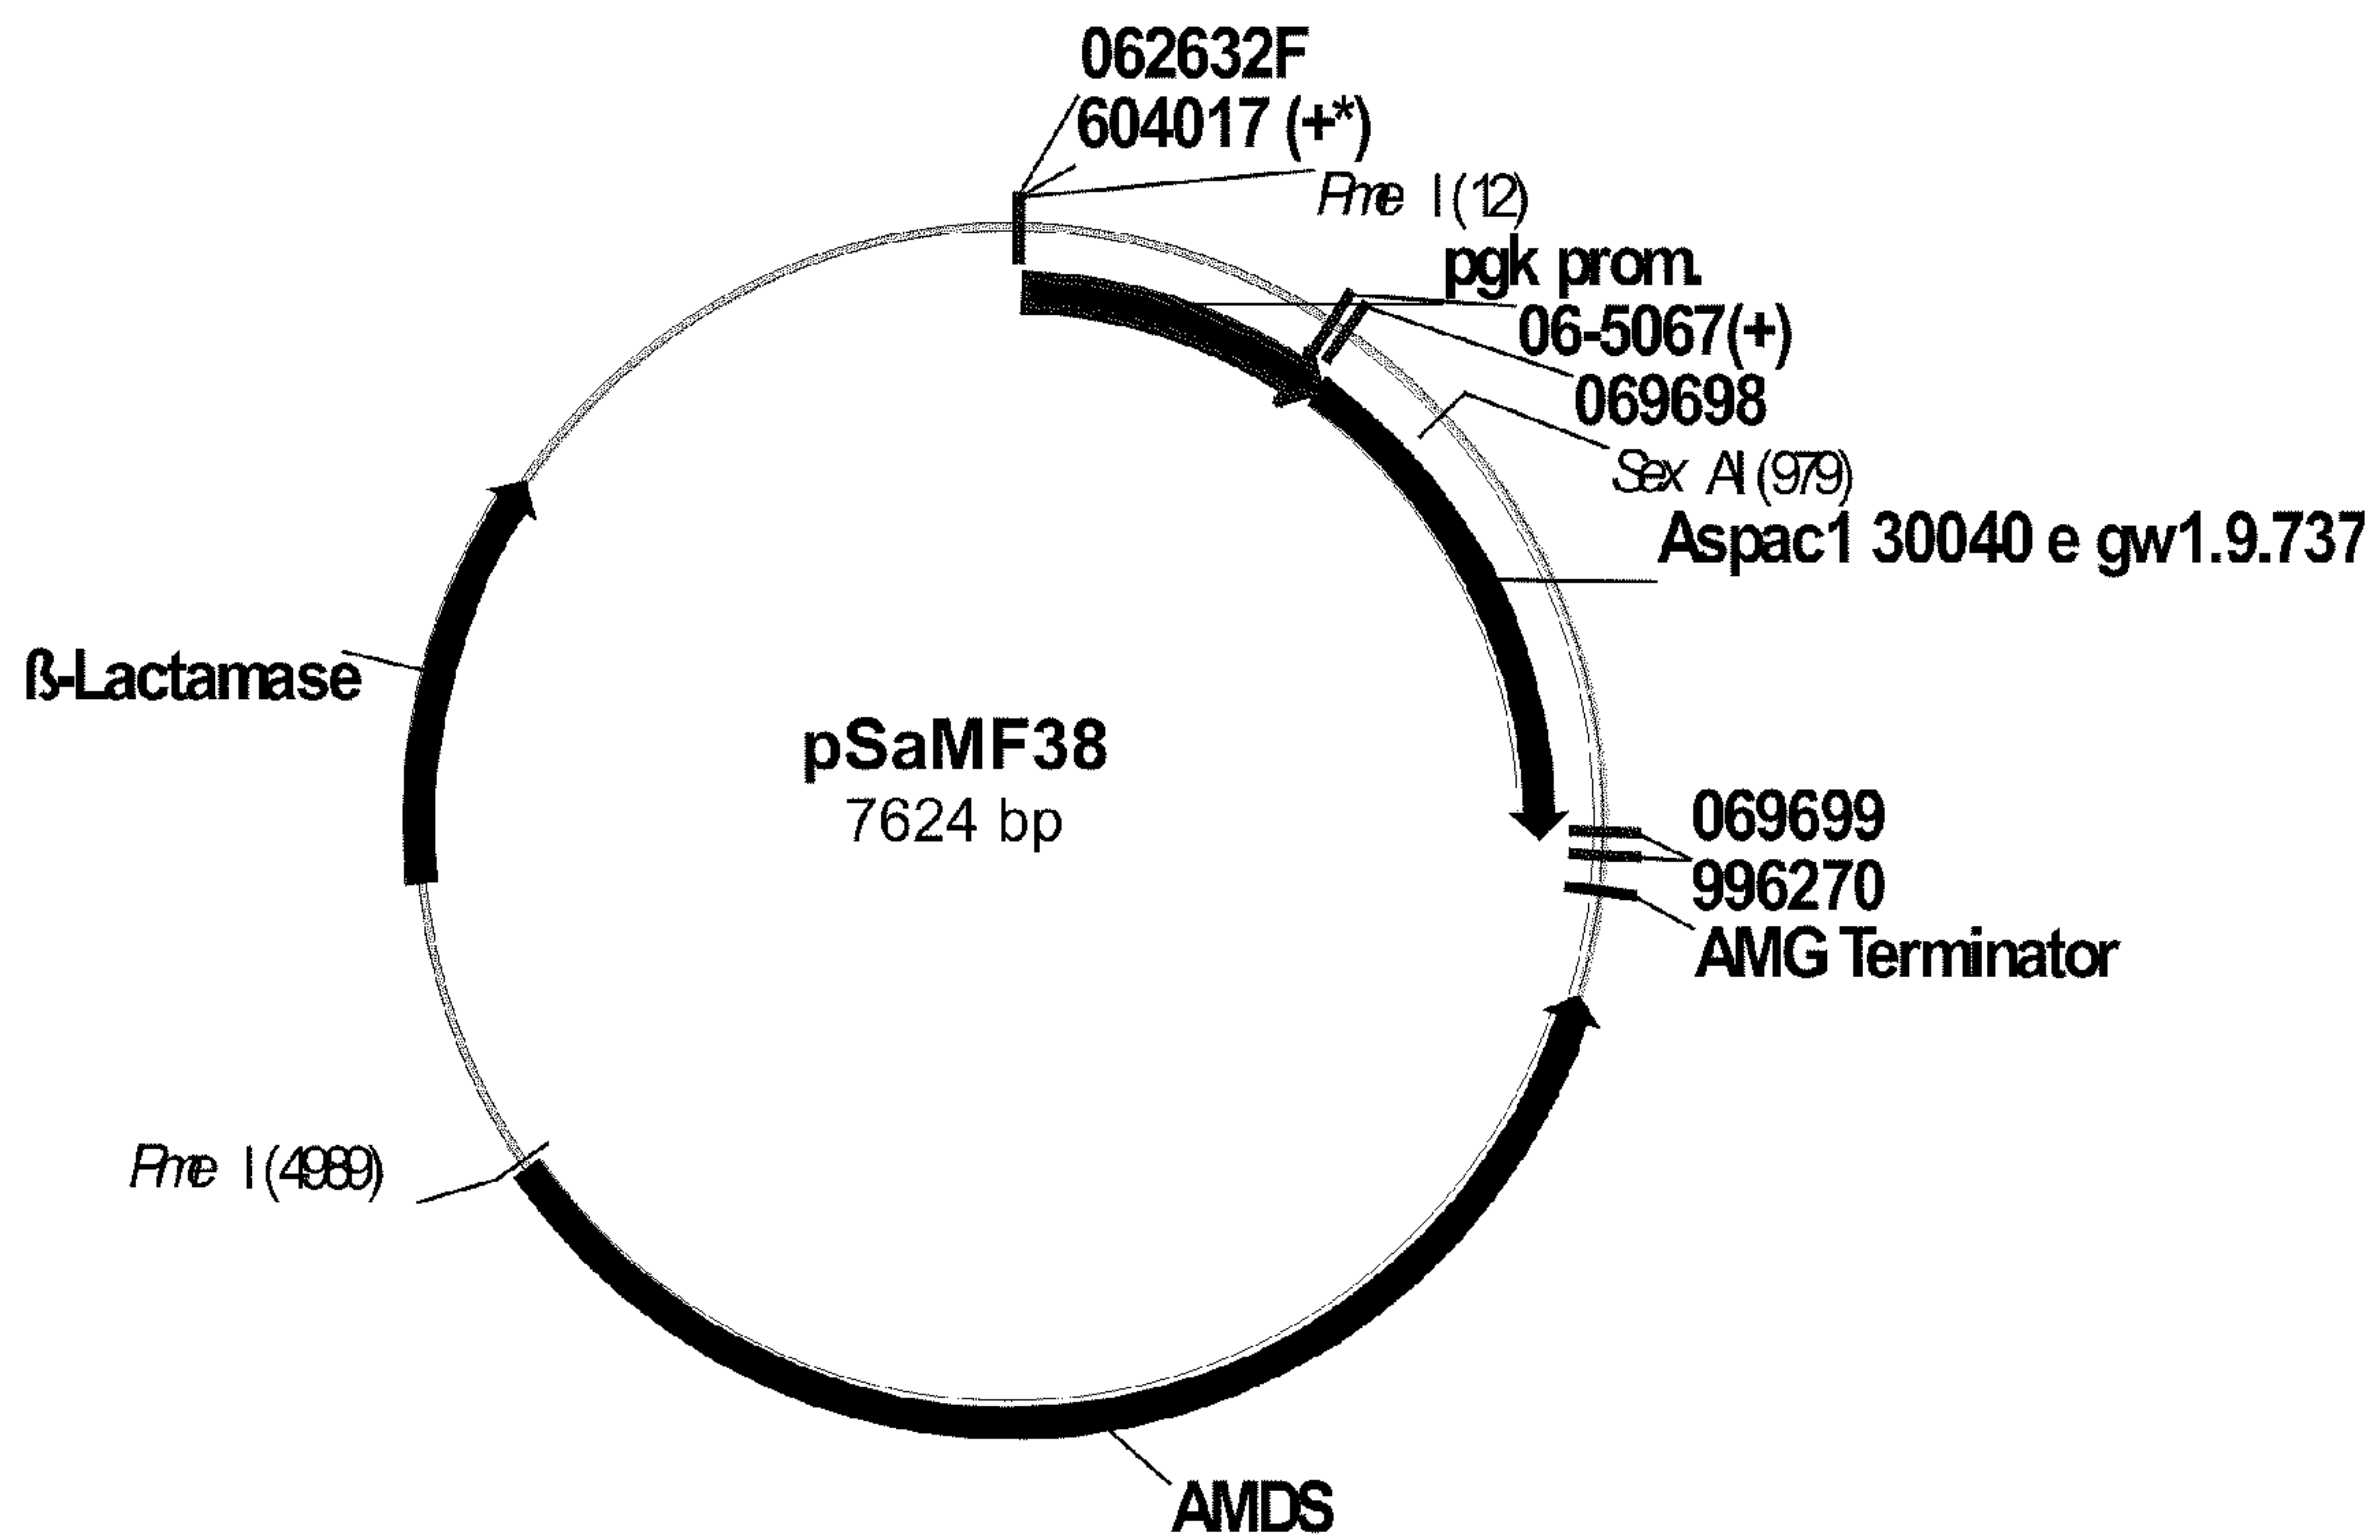 062632F
604017 (+*)
Pme I (12)
pgk prom.
06-5067(+)
069698
Sex AI (979)
Aspac1 30040 e gw1.9.737
ß-Lactamase
pSaMF38
7624 bp
069699
996270
AMG Terminator
Pme I (4989)
AMDS